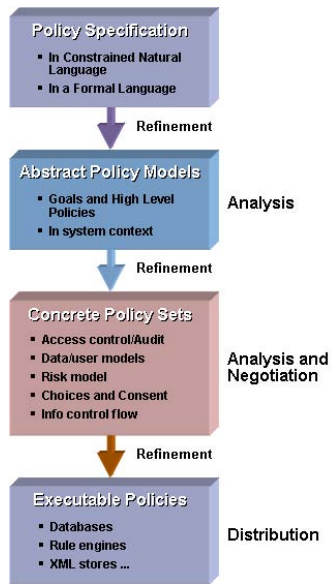 Policy Specification
▪ In Constrained Natural
Language
▪ In a Formal Language
Refinement
Abstract Policy Models
▪ Goals and High Level
Policies
▪ In system context
Analysis
Refinement
Concrete Policy Sets
▪ Access control/Audit
▪ Data/user models
▪ Risk model
▪ Choices and Consent
▪ Info control flow
Analysis and
Negotiation
Refinement
Executable Policies
▪ Databases
▪ Rule engines
▪ XML stores ...
Distribution